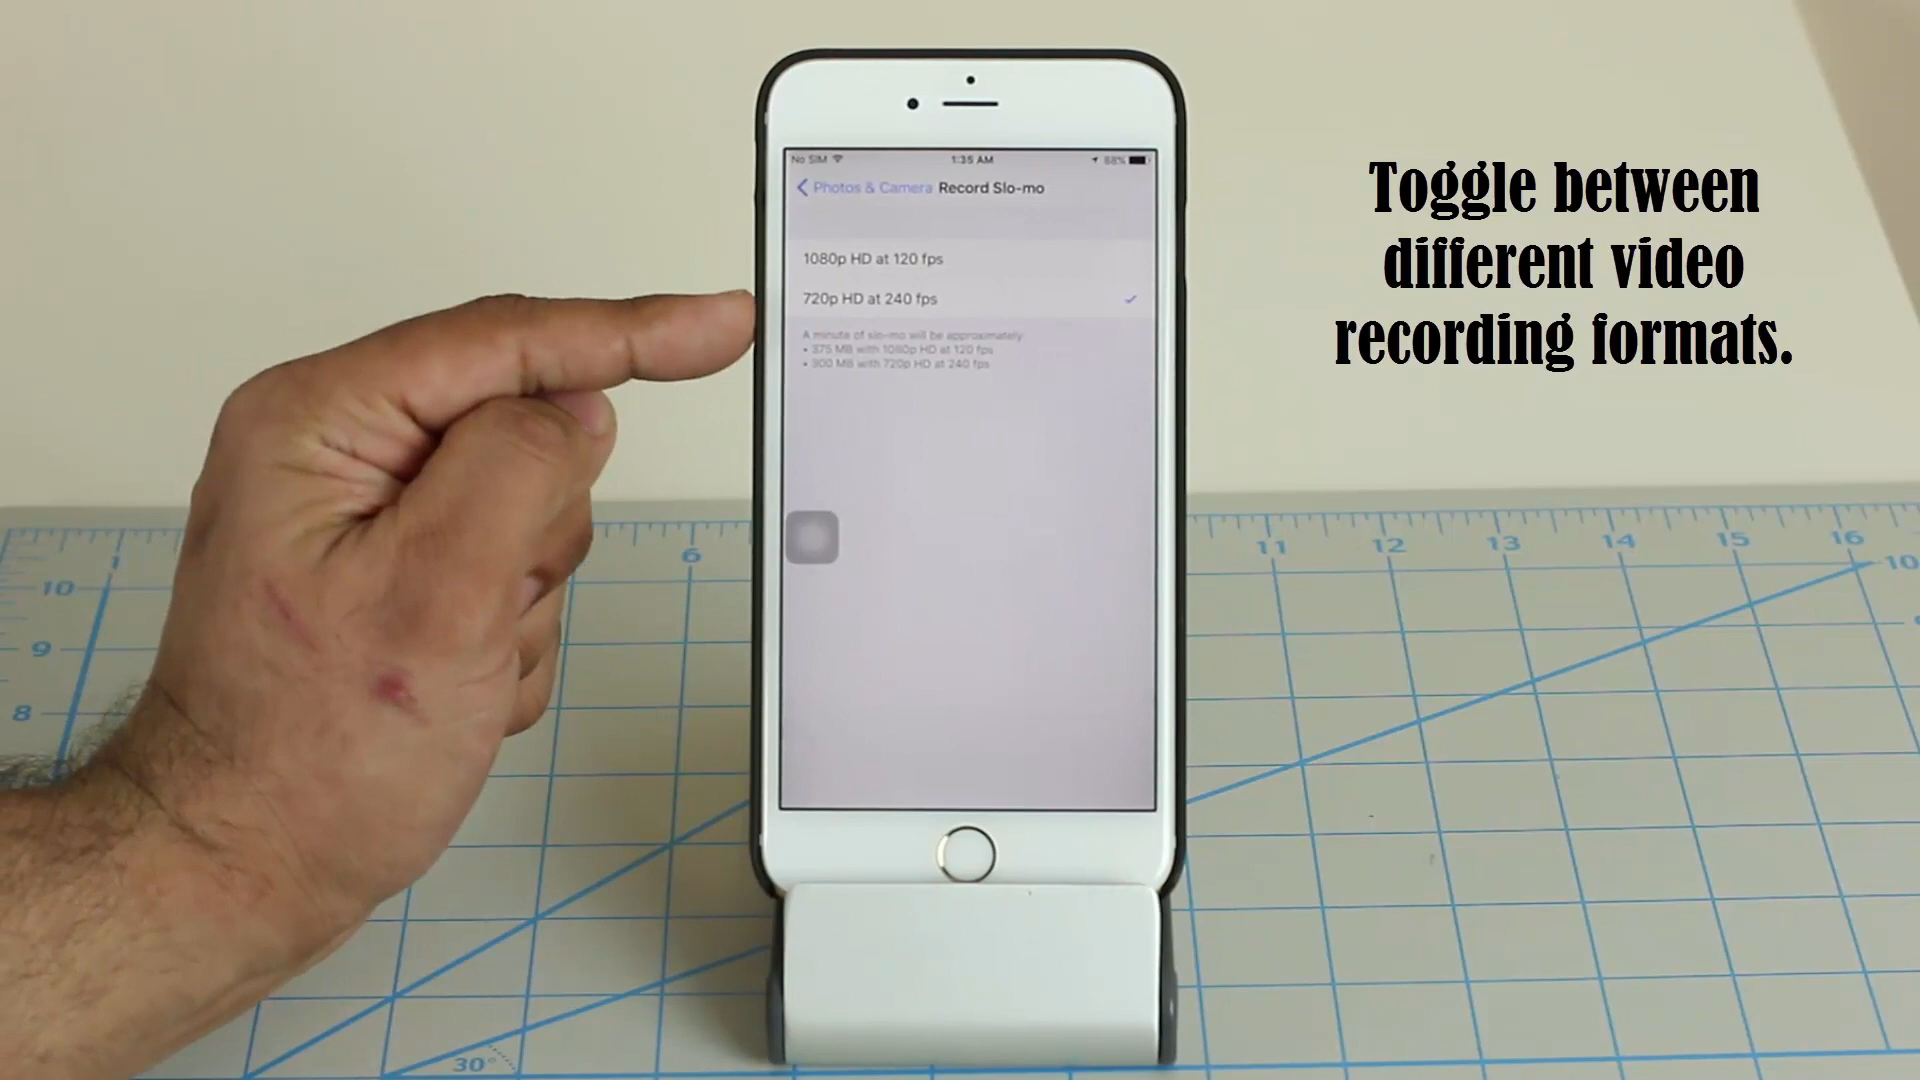 No SIM 1:35 AM 68%
Photos & Camera Record Slo-mo
1080p HD at 120 fps
720p HD at 240 fps
A minute of slo-mo will be approximately:
• 375 MB with 1080p HD at 120 fps
• 300 MB with 720p HD at 240 fps
Toggle between
different video
recording formats.
1 6 11 12 13 14 15 16
10 10
9
8
30°